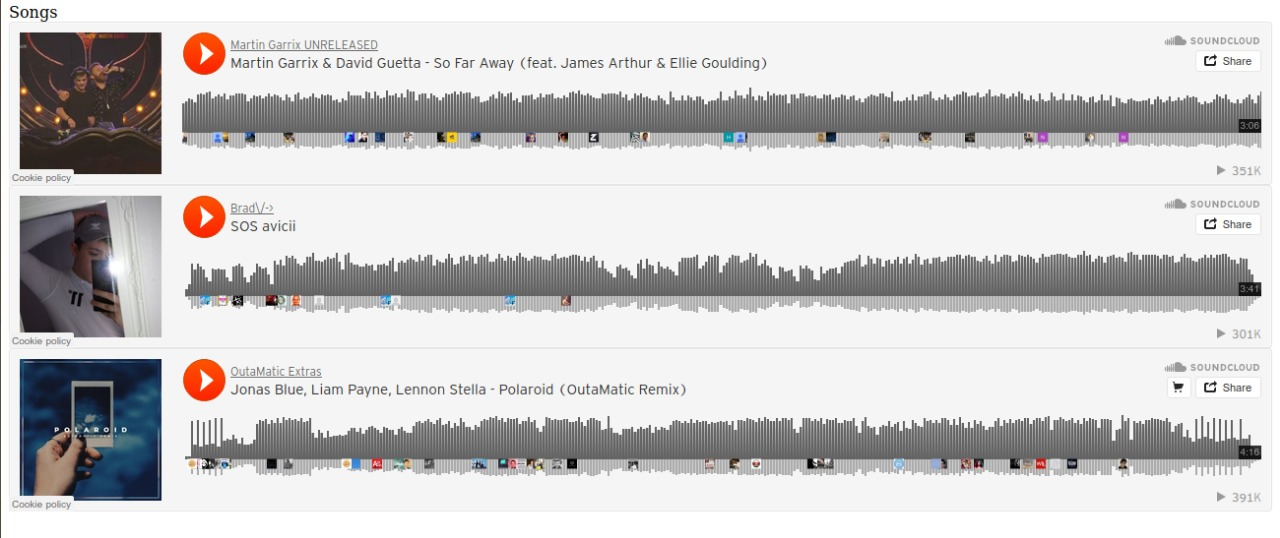 Songs
Martin Garrix UNRELEASED
SOUNDCLOUD
Martin Garrix & David Guetta - So Far Away (feat. James Arthur & Ellie Goulding)
Share
3:06
Cookie policy
351K
Brad\/->
SOUNDCLOUD
SOS avicii
Share
3:41
Cookie policy
301K
OutaMatic Extras
SOUNDCLOUD
Jonas Blue, Liam Payne, Lennon Stella - Polaroid (OutaMatic Remix)
Share
POLAROID
4:16
Cookie policy
391K